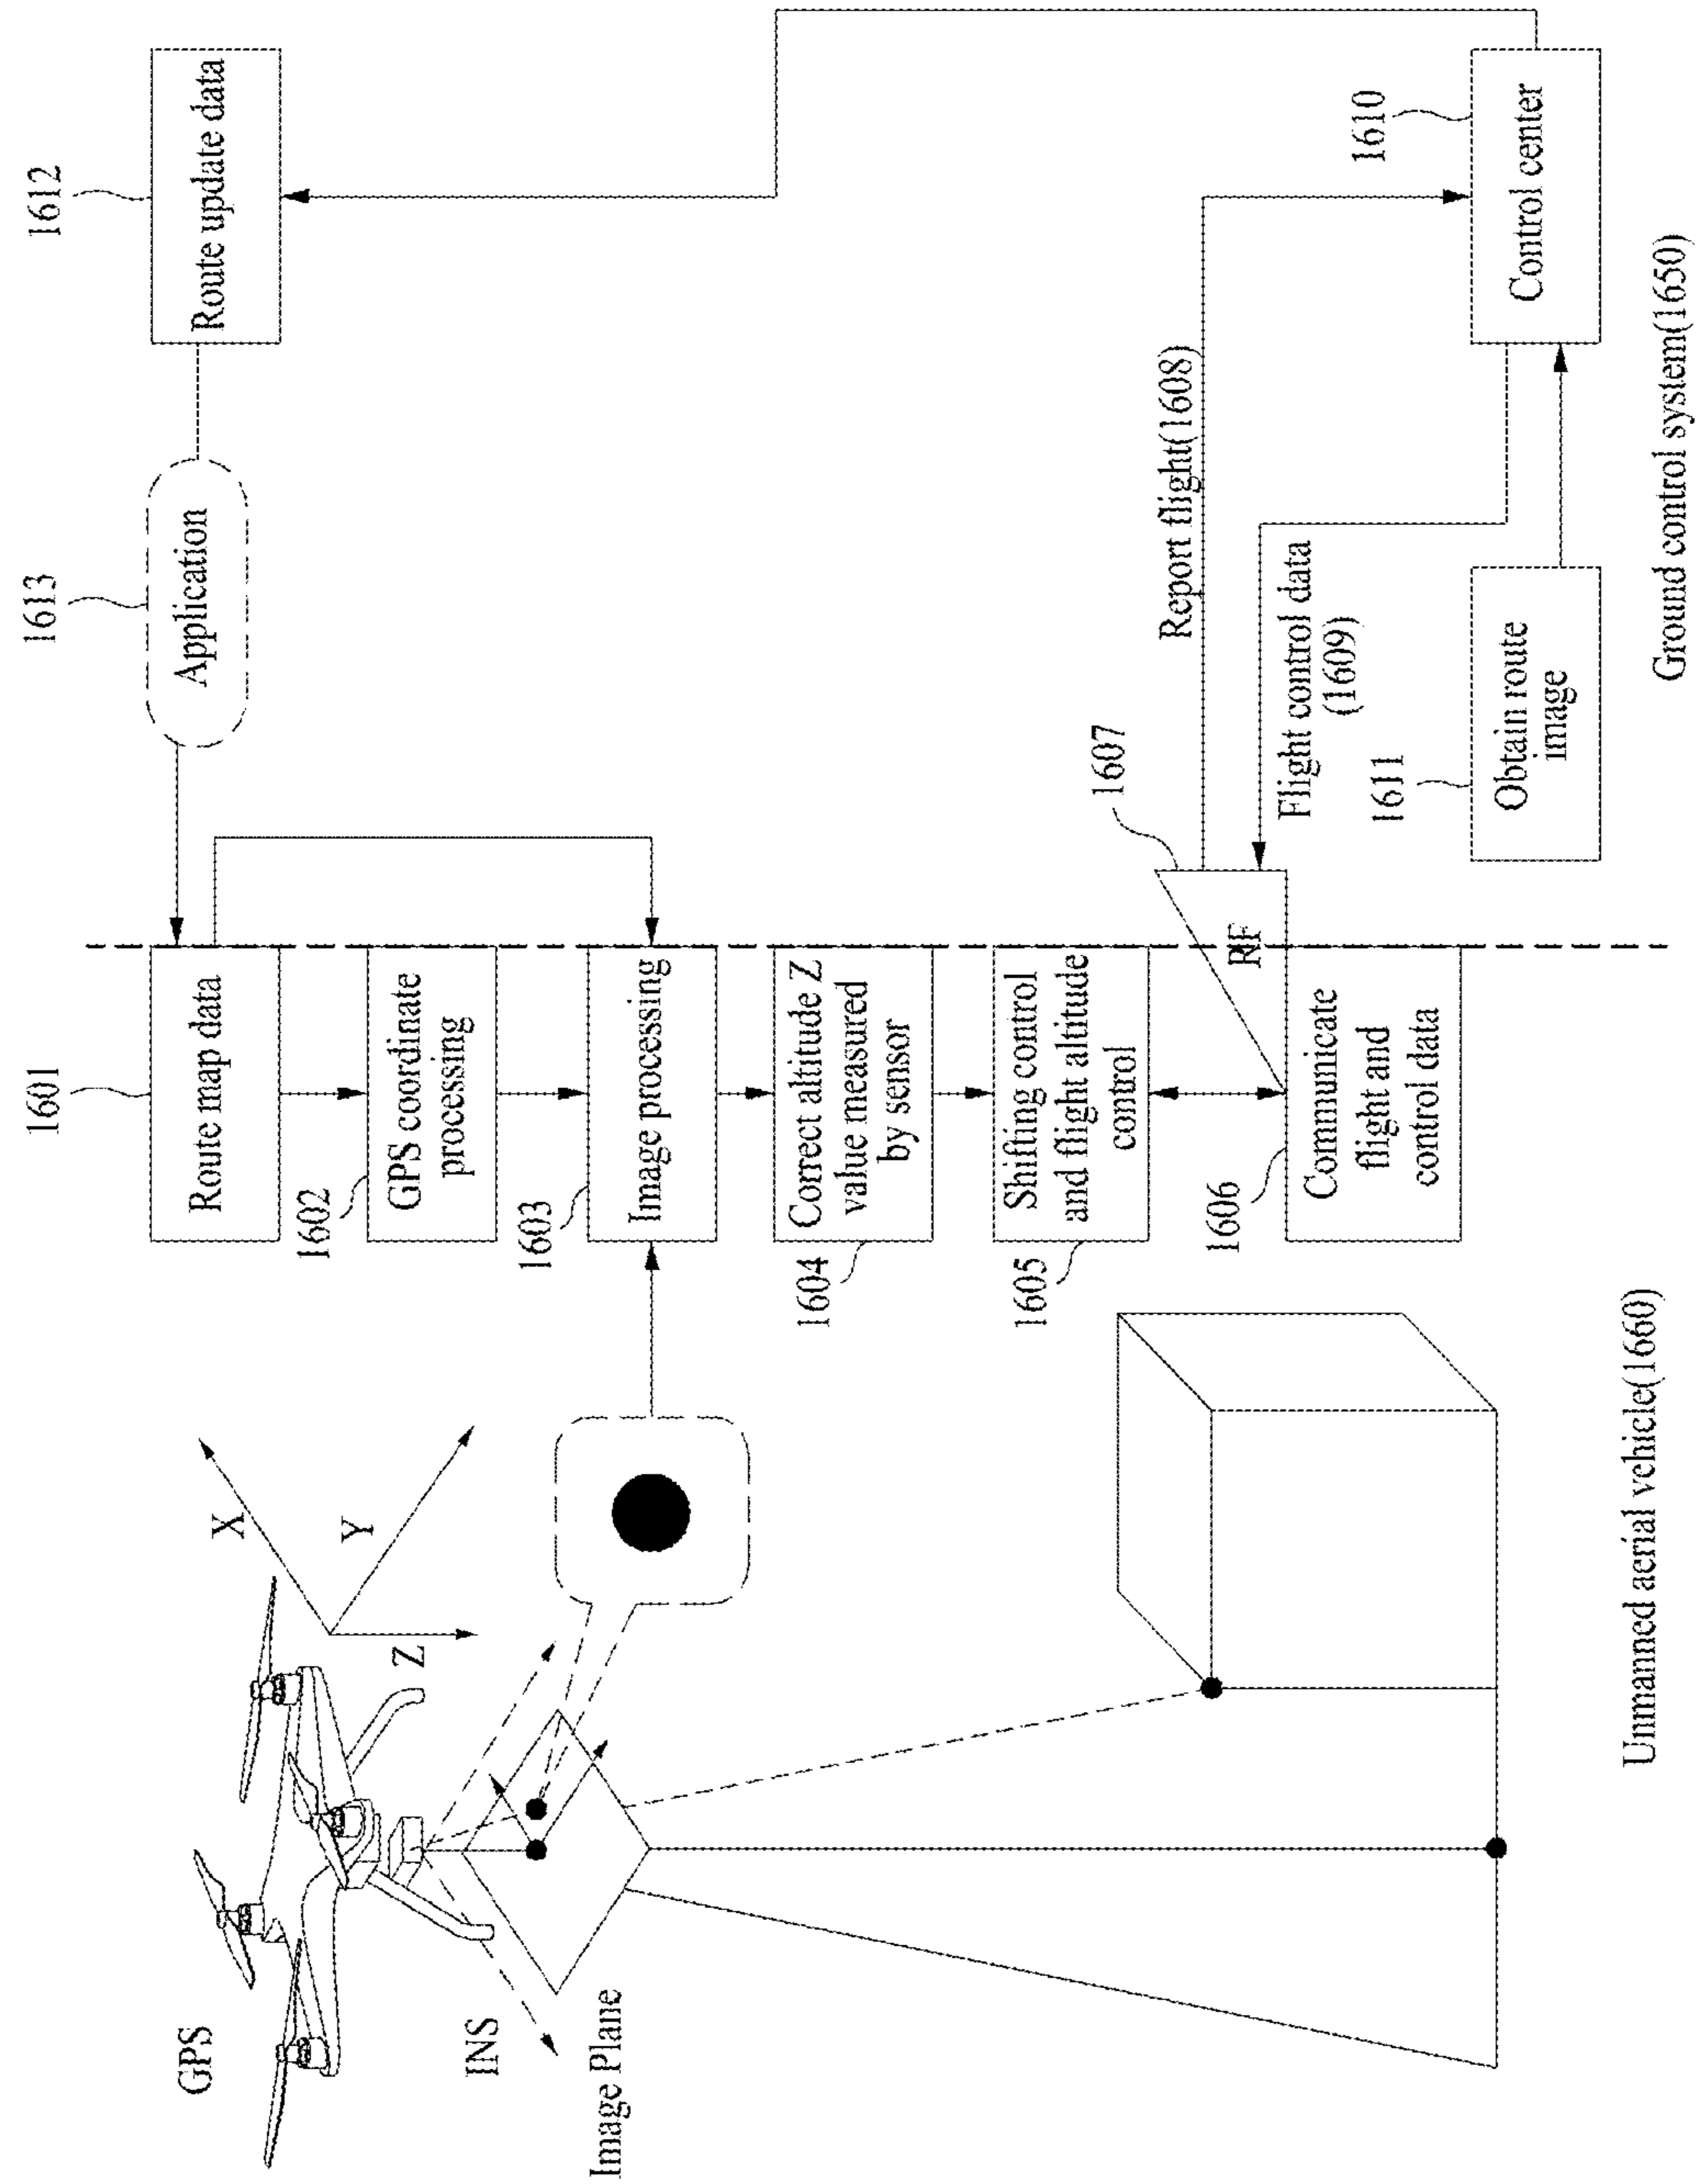 GPS
INS
Image Plane
X
Y
Z
Unmanned aerial vehicle(1660)
1601
Route map data
1602
GPS coordinate
processing
1603
Image processing
1604
Correct altitude Z
value measured
by sensor
1605
Shifting control
and flight altitude
control
1606
Communicate
flight and
control data
RF
1607
1613
Application
1612
Route update data
Report flight(1608)
Flight control data
(1609)
1611
Obtain route
image
1610
Control center
Ground control system(1650)